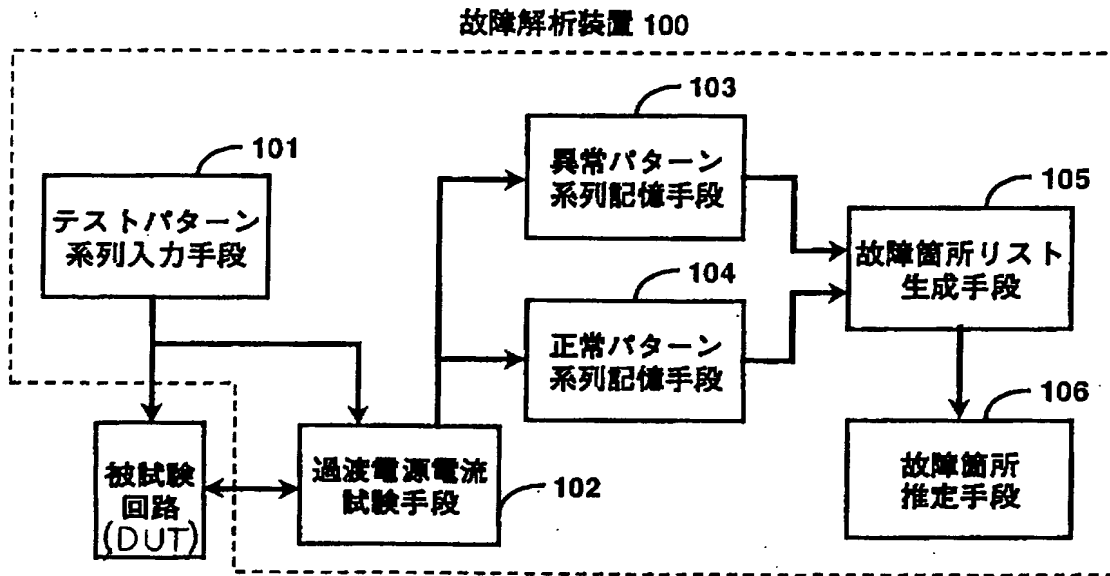 故障解析装置 100
103
異常パターン
系列記憶手段
101
テストパターン
系列入力手段
105
故障箇所リスト
生成手段
104
正常パターン
系列記憶手段
106
故障箇所
推定手段
被試験
回路
(DUT)
過渡電源電流
試験手段
102